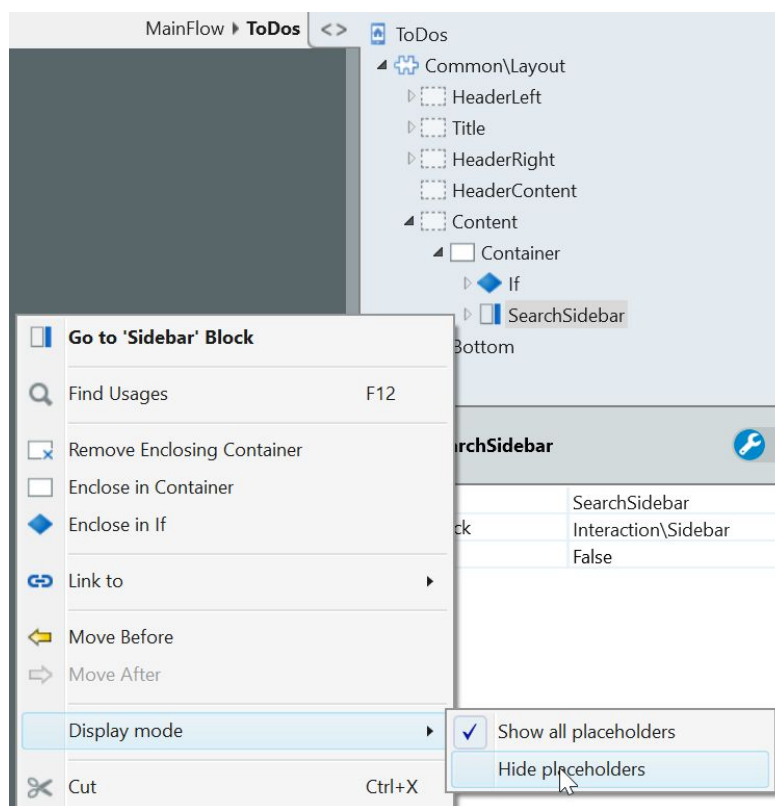 MainFlow ToDos <>
ToDos
Common\Layout
HeaderLeft
Title
HeaderRight
HeaderContent
Content
Container
If
SearchSidebar
Bottom
Go to 'Sidebar' Block
Find Usages F12
Remove Enclosing Container
Enclose in Container
Enclose in If
Link to
Move Before
Move After
Display mode
Cut Ctrl+X
Show all placeholders
Hide placeholders
rchSidebar
SearchSidebar
ck Interaction\Sidebar
False